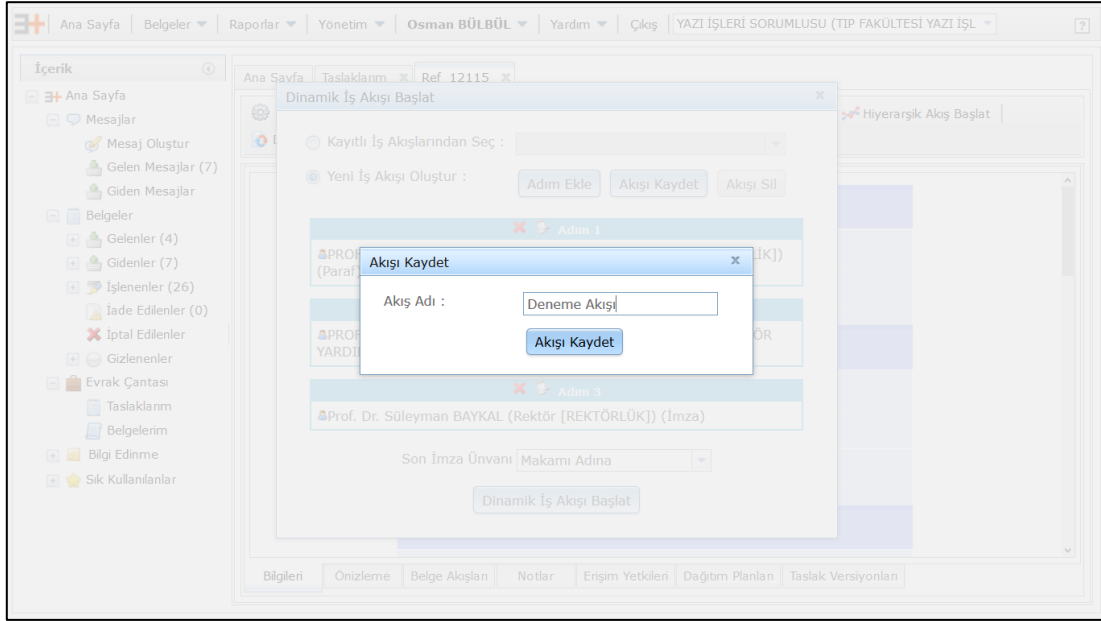 Ana Sayfa Belgeler Raporlar Yönetim Osman BÜLBÜL Yardım Çıkış YAZI İŞLERİ SORUMLUSU (TIP FAKÜLTESİ YAZI İŞL ?
İçerik
Ana Sayfa
Mesajlar
Mesaj Oluştur
Gelen Mesajlar (7)
Giden Mesajlar
Belgeler
Gelenler (4)
Gidenler (7)
İşlenenler (26)
İade Edilenler (0)
İptal Edilenler
Gizlenenler
Evrak Çantası
Taslaklarım
Belgelerim
Bilgi Edinme
Sık Kullanılanlar
Ana Sayfa Taslaklarım x Ref_12115 x
Dinamik İş Akışı Başlat x
Hiyerarşik Akış Başlat
Kayıtlı İş Akışlarından Seç :
Yeni İş Akışı Oluştur : Adım Ekle Akışı Kaydet Akışı Sil
Adım 1
(Paraf)
Akışı Kaydet x
Akış Adı : Deneme Akışı
Akışı Kaydet
Adım 3
Prof. Dr. Süleyman BAYKAL (Rektör [REKTÖRLÜK]) (İmza)
Son İmza Ünvanı Makamı Adına
Dinamik İş Akışı Başlat
Bilgileri Önizleme Belge Akışları Notlar Erişim Yetkileri Dağıtım Planları Taslak Versiyonları